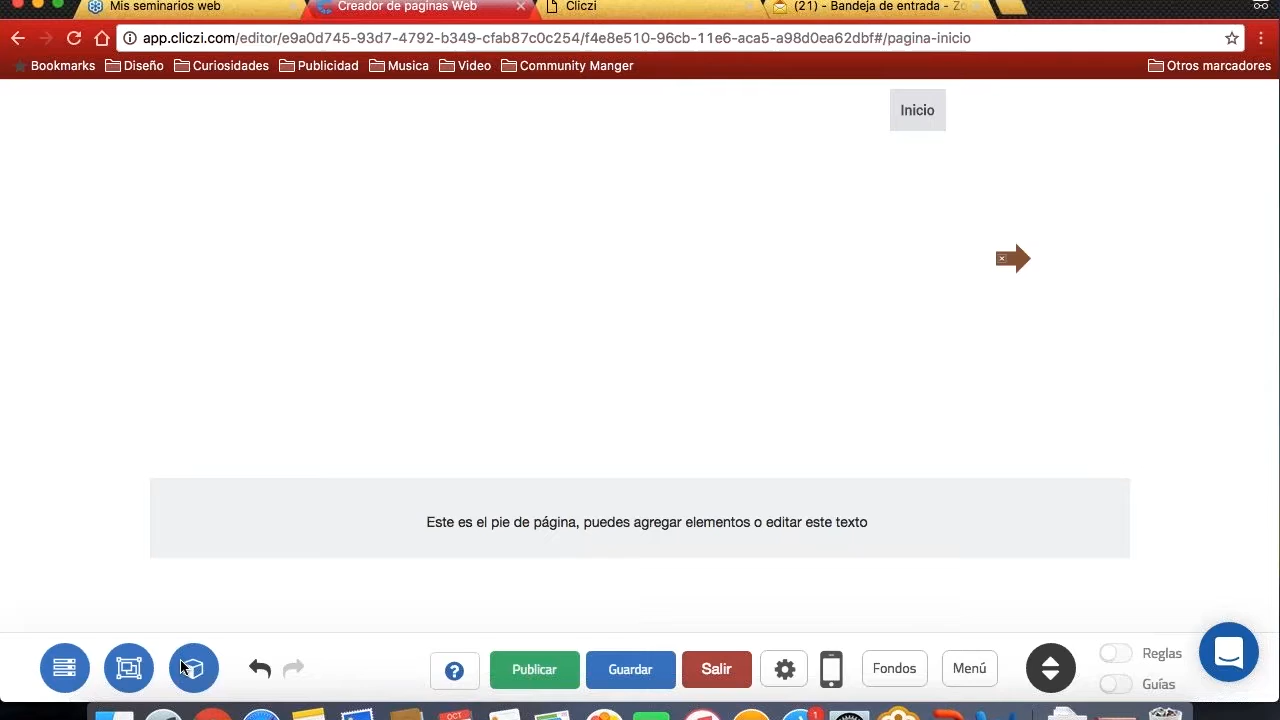 Mis seminarios web
Creador de paginas Web
Cliczi
(21) - Bandeja de entrada - Zo
app.cliczi.com/editor/e9a0d745-93d7-4792-b349-cfab87c0c254/f4e8e510-96cb-11e6-aca5-a98d0ea62dbf#/pagina-inicio
Bookmarks Diseño Curiosidades Publicidad Musica Video Community Manger Otros marcadores
Inicio
Este es el pie de página, puedes agregar elementos o editar este texto
? Publicar Guardar Salir Fondos Menú
Reglas
Guías
OCT
1